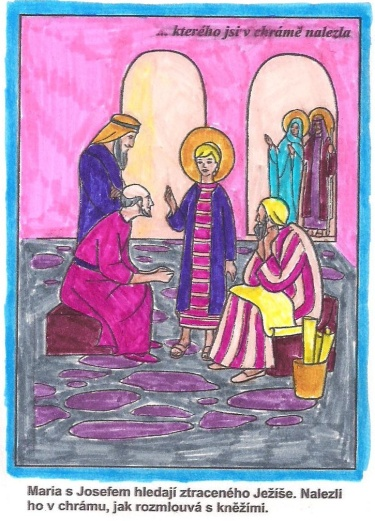 ... kterého jsi v chrámě nalezla
Maria s Josefem hledají ztraceného Ježíše. Nalezli
ho v chrámu, jak rozmlouvá s kněžími.